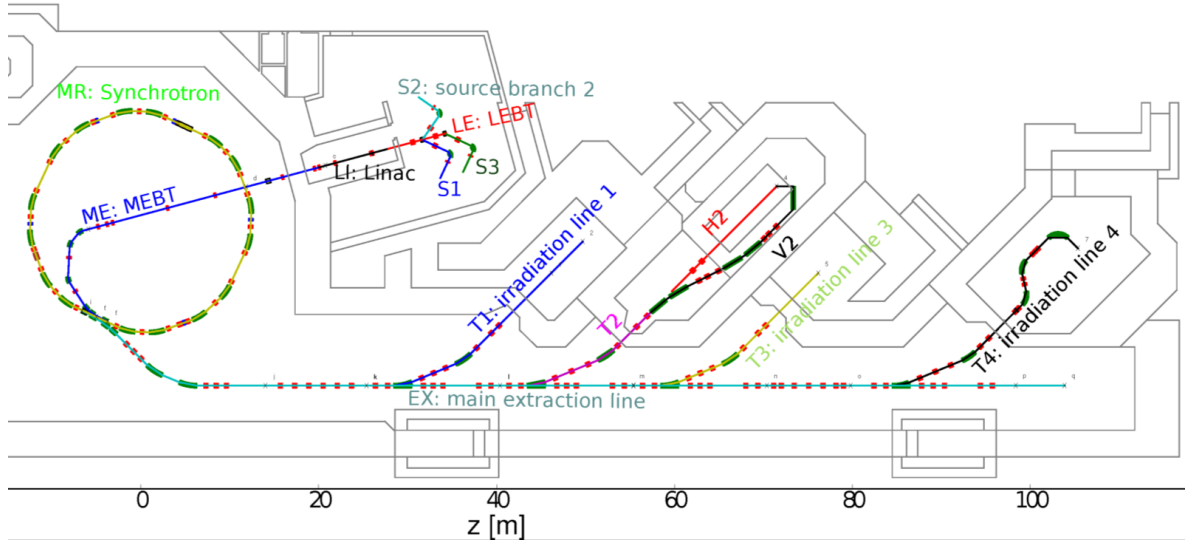 S2: source branch 2
MR: Synchrotron
LE: LEBT
LI: Linac
S3
S1
ME: MEBT
H2
V2
T1: irradiation line 1
T2
T3: irradiation line 3
T4: irradiation line 4
EX: main extraction line
0 20 40 60 80 100
z [m]